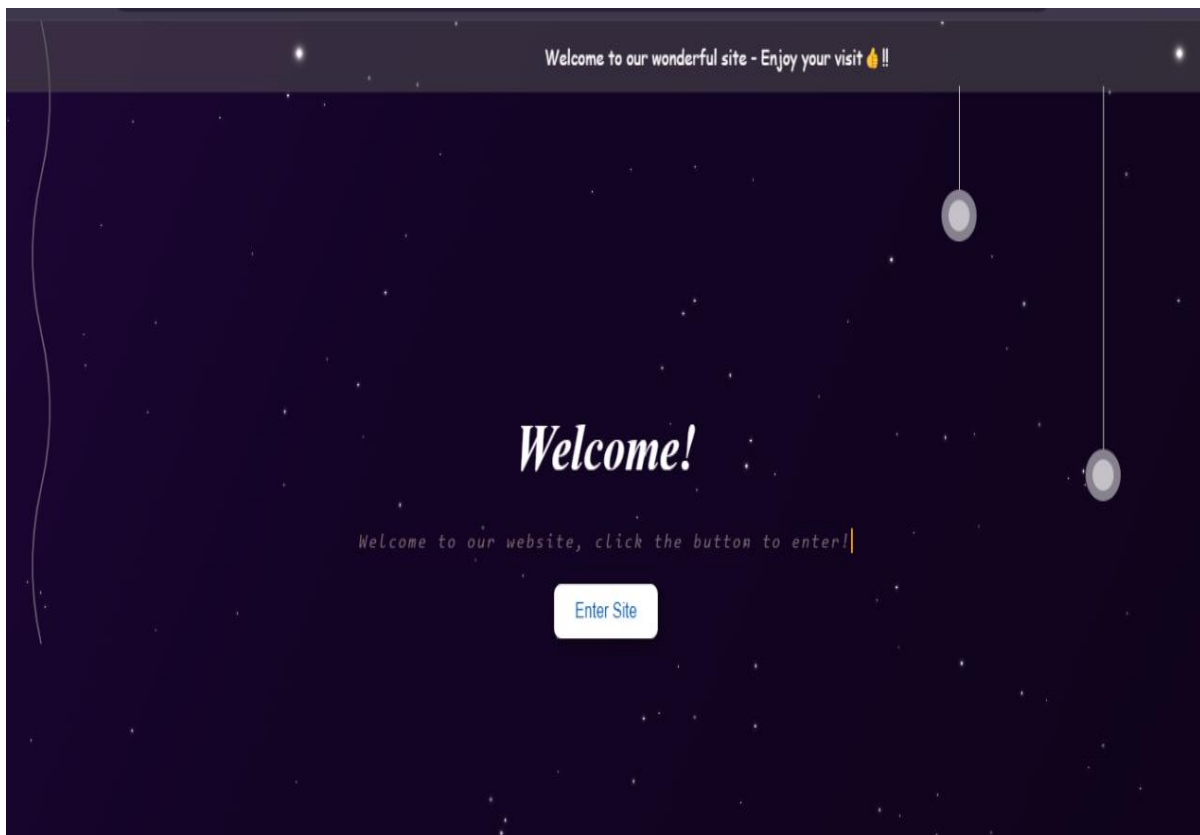 Welcome to our wonderful site - Enjoy your visit👍!!
Welcome!
Welcome to our website, click the button to enter!
Enter Site